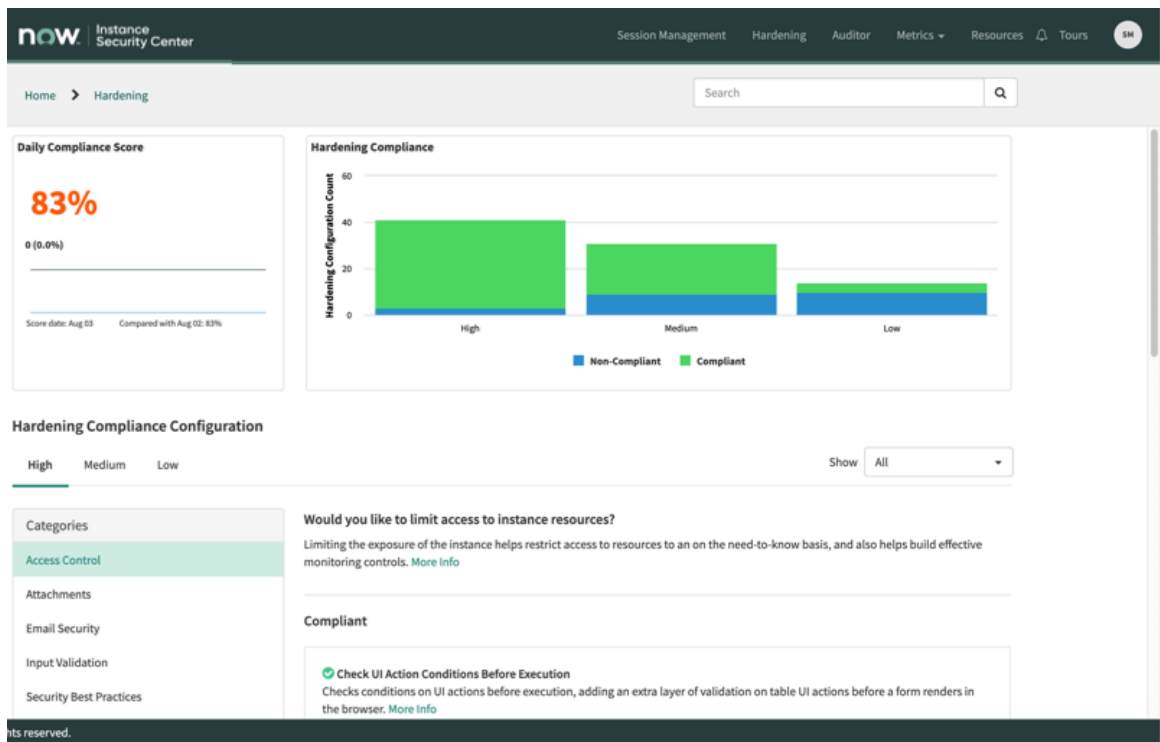 now. Instance Security Center
Session Management Hardening Auditor Metrics Resources Tours SM
Home Hardening
Search
Daily Compliance Score
83%
0 (0.0%)
Score date: Aug 03 Compared with Aug 02: 83%
Hardening Compliance
Hardening Configuration Count
60
40
20
0
High Medium Low
Non-Compliant Compliant
Hardening Compliance Configuration
High Medium Low
Show All
Categories
Access Control
Attachments
Email Security
Input Validation
Security Best Practices
Would you like to limit access to instance resources?
Limiting the exposure of the instance helps restrict access to resources to an on the need-to-know basis, and also helps build effective
monitoring controls. More Info
Compliant
Check UI Action Conditions Before Execution
Checks conditions on UI actions before execution, adding an extra layer of validation on table UI actions before a form renders in
the browser. More Info
hts reserved.